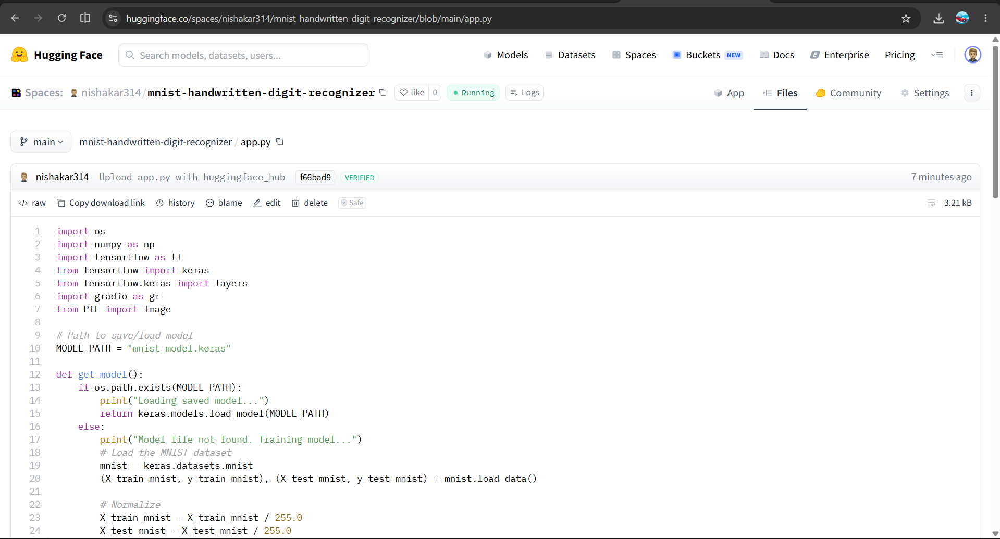 huggingface.co/spaces/nishakar314/mnist-handwritten-digit-recognizer/blob/main/app.py
Hugging Face
Search models, datasets, users...
Models
Datasets
Spaces
Buckets NEW
Docs
Enterprise
Pricing
Spaces:
nishakar314/mnist-handwritten-digit-recognizer
like 0
Running
Logs
App
Files
Community
Settings
main
mnist-handwritten-digit-recognizer / app.py
nishakar314 Upload app.py with huggingface_hub f66bad9 VERIFIED 7 minutes ago
</> raw Copy download link history blame edit delete Safe 3.21 kB
1 import os
2 import numpy as np
3 import tensorflow as tf
4 from tensorflow import keras
5 from tensorflow.keras import layers
6 import gradio as gr
7 from PIL import Image
8
9 # Path to save/load model
10 MODEL_PATH = "mnist_model.keras"
11
12 def get_model():
13     if os.path.exists(MODEL_PATH):
14         print("Loading saved model...")
15         return keras.models.load_model(MODEL_PATH)
16     else:
17         print("Model file not found. Training model...")
18         # Load the MNIST dataset
19         mnist = keras.datasets.mnist
20         (X_train_mnist, y_train_mnist), (X_test_mnist, y_test_mnist) = mnist.load_data()
21
22         # Normalize
23         X_train_mnist = X_train_mnist / 255.0
24         X_test_mnist = X_test_mnist / 255.0